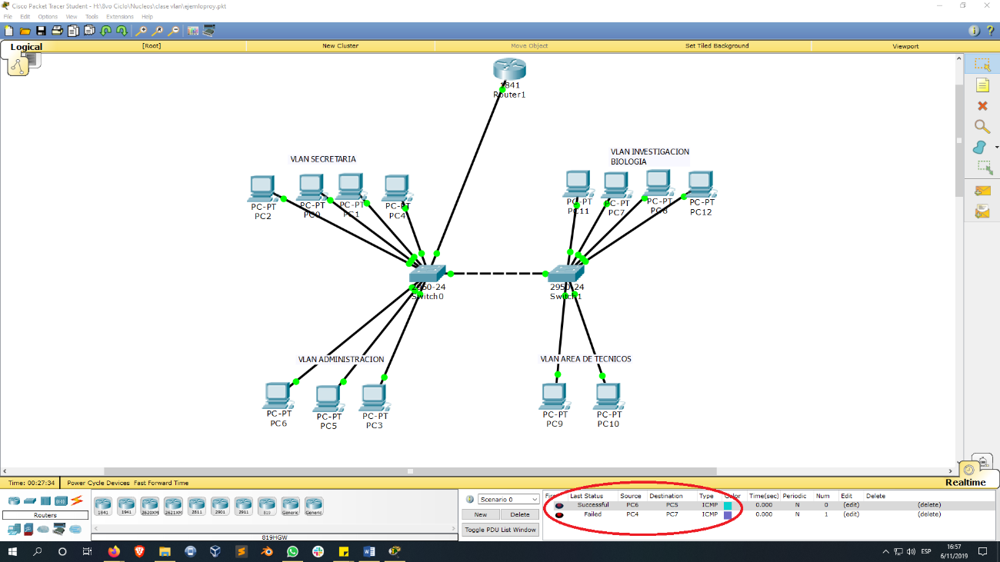 Cisco Packet Tracer Student - H:\8vo Ciclo\Nucleos\clase vlan\ejemloproy.pkt
File Edit Options View Tools Extensions Help
Logical [Root] New Cluster Move Object Set Tiled Background Viewport
1841
Router1
VLAN SECRETARIA
VLAN INVESTIGACION
BIOLOGIA
PC-PT
PC2
PC-PT
PC0
PC-PT
PC1
PC-PT
PC4
PC-PT
PC11
PC-PT
PC7
PC-PT
PC8
PC-PT
PC12
2950-24
Switch0
2950-24
Switch1
VLAN ADMINISTRACION
VLAN AREA DE TECNICOS
PC-PT
PC6
PC-PT
PC5
PC-PT
PC3
PC-PT
PC9
PC-PT
PC10
Time: 00:27:34 Power Cycle Devices Fast Forward Time
Realtime
Routers
1841 1941 2620XM 2621XM 2811 2901 2911 819 Generic Generic
819HGW
Scenario 0
New Delete
Toggle PDU List Window
Fire Last Status Source Destination Type Color Time(sec) Periodic Num Edit Delete
Successful PC6 PC5 ICMP 0.000 N 0 (edit) (delete)
Failed PC4 PC7 ICMP 0.000 N 1 (edit) (delete)
ESP
16:57
6/11/2019